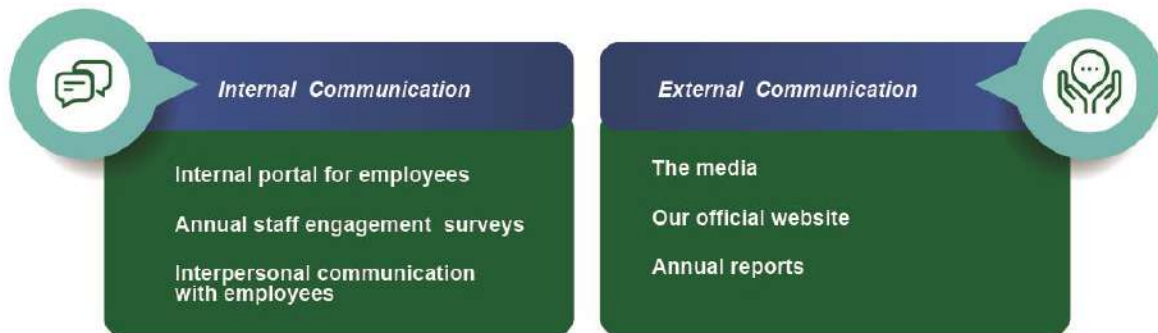 Internal Communication
Internal portal for employees
Annual staff engagement surveys
Interpersonal communication
with employees
External Communication
The media
Our official website
Annual reports